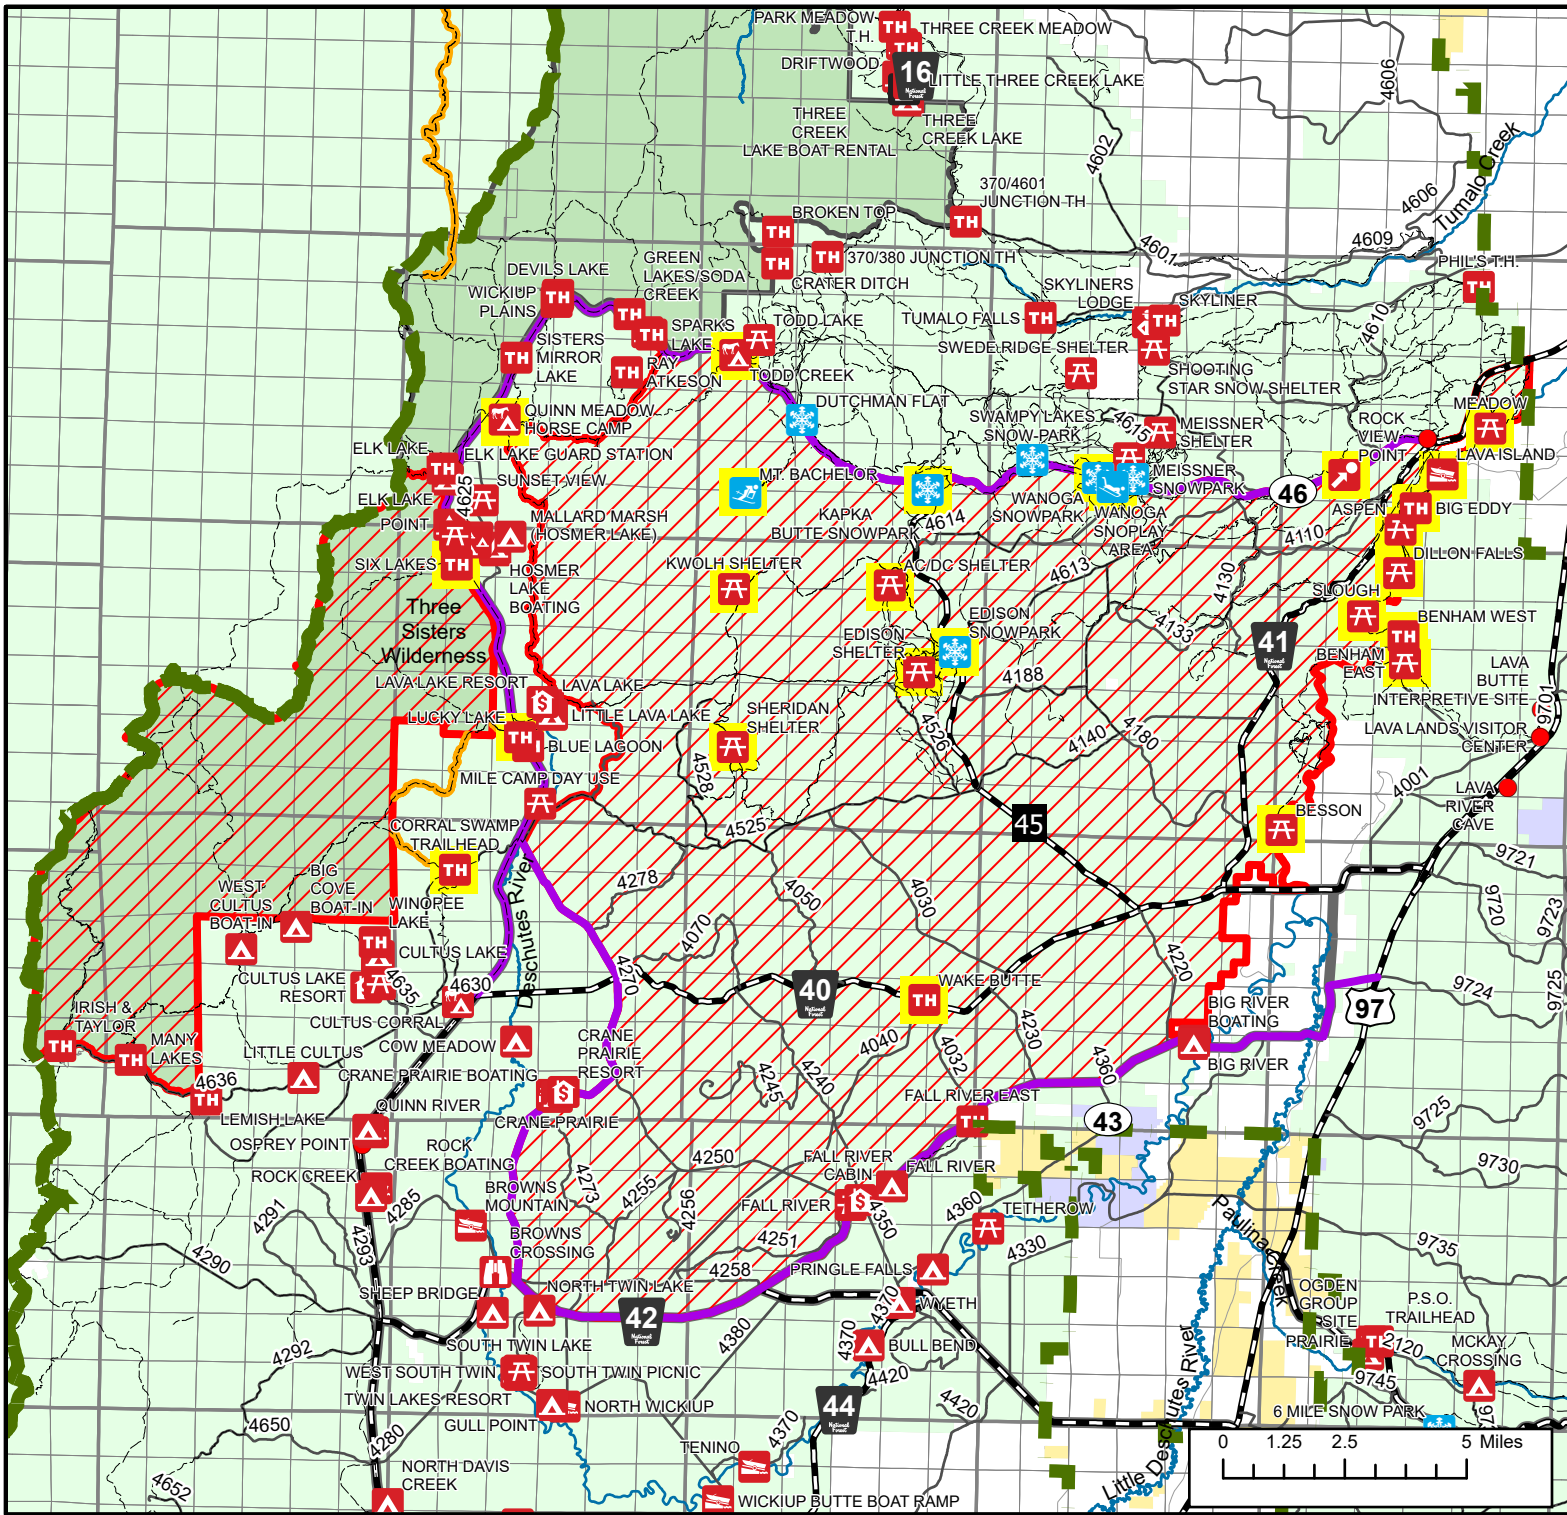 PARK MEADOW
T.H.
THREE CREEK MEADOW
DRIFTWOOD
16
National
Forest
LITTLE THREE CREEK LAKE
THREE
CREEK
LAKE BOAT RENTAL
THREE
CREEK LAKE
4606
4602
Tumalo Creek
370/4601
JUNCTION TH
BROKEN TOP
4606
4609
4601
370/380 JUNCTION TH
CRATER DITCH
PHIL'S T.H.
GREEN
LAKES/SODA
CREEK
DEVILS LAKE
WICKIUP
PLAINS
SKYLINERS
LODGE
SKYLINER
TUMALO FALLS
4610
SPARKS
LAKE
TODD LAKE
SISTERS
MIRROR
LAKE
RAY
ATKESON
TODD CREEK
SWEDE RIDGE SHELTER
SHOOTING
STAR SNOW SHELTER
DUTCHMAN FLAT
QUINN MEADOW
HORSE CAMP
SWAMPY LAKES
SNO-PARK
4615
MEISSNER
SHELTER
ROCK
VIEW
POINT
MEADOW
ELK LAKE
ELK LAKE GUARD STATION
LAVA ISLAND
4625
SUNSET VIEW
MT. BACHELOR
MEISSNER
SNOWPARK
46
ELK LAKE
POINT
MALLARD MARSH
(HOSMER LAKE)
KAPKA
BUTTE SNOWPARK
4614
WANOGA
SNOWPARK
WANOGA
SNOPLAY
AREA
ASPEN
BIG EDDY
4110
DILLON FALLS
SIX LAKES
HOSMER
LAKE
BOATING
KWOLH SHELTER
AC/DC SHELTER
4613
4130
SLOUGH
Three
Sisters
Wilderness
EDISON
SHELTER
EDISON
SNOWPARK
4133
41
National
Forest
BENHAM WEST
BENHAM
EAST
LAVA
BUTTE
INTERPRETIVE SITE
LAVA LAKE RESORT
LAVA LAKE
4188
9701
LUCKY LAKE
LITTLE LAVA LAKE
SHERIDAN
SHELTER
4526
4140
4180
LAVA LANDS VISITOR
CENTER
BLUE LAGOON
MILE CAMP DAY USE
4528
4001
LAVA
RIVER
CAVE
CORRAL SWAMP
TRAILHEAD
4525
45
BESSON
9721
WEST
CULTUS
BOAT-IN
BIG
COVE
BOAT-IN
WINOPEE
LAKE
Deschutes River
4278
4050
4030
9720
9723
CULTUS LAKE
CULTUS LAKE
RESORT
4635
4630
4070
4270
4220
40
National
Forest
WAKE BUTTE
9724
9725
IRISH &
TAYLOR
MANY
LAKES
CULTUS CORRAL
COW MEADOW
CRANE
PRAIRIE
RESORT
4040
4032
4230
4360
BIG RIVER
BOATING
97
BIG RIVER
LITTLE CULTUS
4636
CRANE PRAIRIE BOATING
4245
4240
LEMISH LAKE
QUINN RIVER
CRANE PRAIRIE
FALL RIVER EAST
43
9725
OSPREY POINT
ROCK
CREEK BOATING
4250
FALL RIVER
CABIN
FALL RIVER
9730
ROCK CREEK
4285
BROWNS
MOUNTAIN
4273
4255
4256
FALL RIVER
4350
4360
TETHEROW
4291
4290
4293
BROWNS
CROSSING
4251
4258
PRINGLE FALLS
4330
Paulina Creek
9735
SHEEP BRIDGE
NORTH TWIN LAKE
42
National
Forest
4370
WYETH
OGDEN
GROUP
SITE
PRAIRIE
P.S.O.
TRAILHEAD
2120
MCKAY
CROSSING
4292
SOUTH TWIN LAKE
4380
4370
BULL BEND
4420
WEST SOUTH TWIN
SOUTH TWIN PICNIC
9745
TWIN LAKES RESORT
NORTH WICKIUP
44
National
Forest
4420
GULL POINT
4650
4280
4370
6 MILE SNOW PARK
TENINO
Little Deschutes River
0 1.25 2.5 5 Miles
4652
NORTH DAVIS
CREEK
WICKIUP BUTTE BOAT RAMP